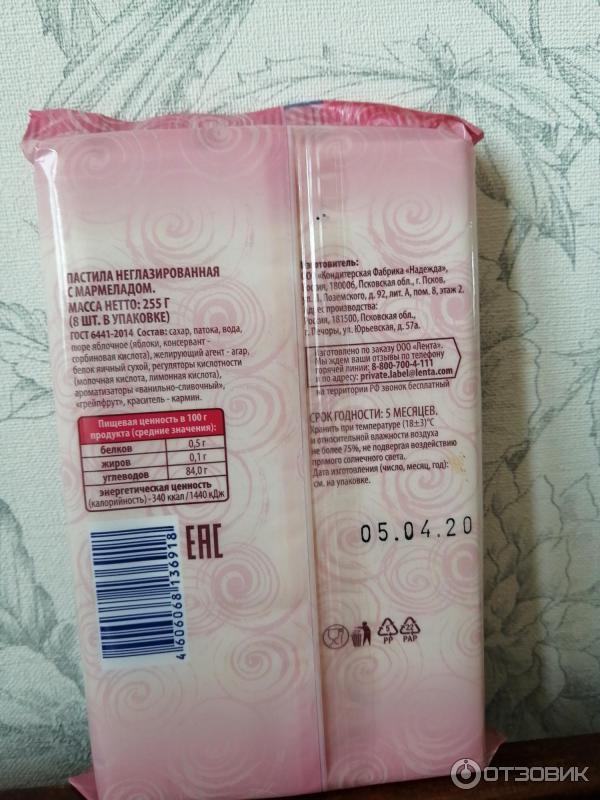 ПАСТИЛА НЕГЛАЗИРОВАННАЯ
С МАРМЕЛАДОМ.
МАССА НЕТТО: 255 Г
(8 ШТ. В УПАКОВКЕ)
ГОСТ 6441-2014 Состав: сахар, патока, вода,
пюре яблочное (яблоки, консервант -
сорбиновая кислота), желирующий агент - агар,
белок яичный сухой, регуляторы кислотности
(молочная кислота, лимонная кислота),
ароматизаторы «ванильно-сливочный»,
«грейпфрут», краситель - кармин.
Пищевая ценность в 100 г
продукта (средние значения):
белков 0,5 г
жиров 0,1 г
углеводов 84,0 г
энергетическая ценность
(калорийность) - 340 ккал /1440 кДж
4 606068 136918
EAC
Изготовитель:
ООО «Кондитерская Фабрика «Надежда»,
Россия, 180006, Псковская обл., г. Псков,
ул. Л. Поземского, д. 92, лит. А, пом. 8, этаж 2.
Адрес производства:
Россия, 181500, Псковская обл.,
г. Печоры, ул. Юрьевская, д. 57а.
Изготовлено по заказу ООО «Лента».
Мы ждем ваши отзывы по телефону
горячей линии: 8-800-700-4-111
и по адресу: private.label@lenta.com
на территории РФ звонок бесплатный
СРОК ГОДНОСТИ: 5 МЕСЯЦЕВ.
Хранить при температуре (18±3)°С
и относительной влажности воздуха
не более 75%, не подвергая воздействию
прямого солнечного света.
Дата изготовления (число, месяц, год):
см. на упаковке.
05.04.20
5 22
PP PAP
ОТЗОВИК